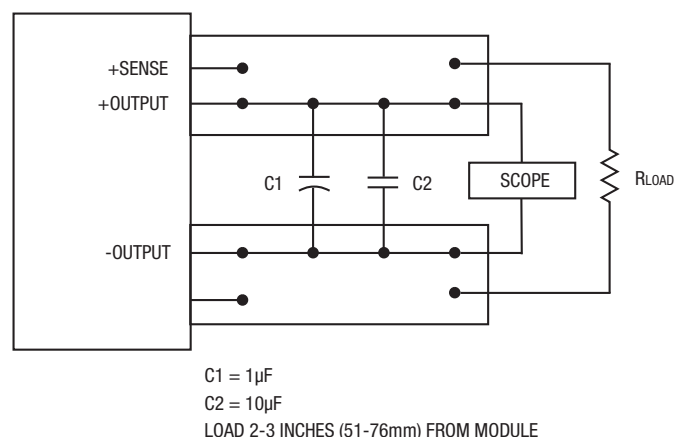 +SENSE
+OUTPUT
C1
C2
SCOPE
RLOAD
-OUTPUT
C1 = 1µF
C2 = 10µF
LOAD 2-3 INCHES (51-76mm) FROM MODULE